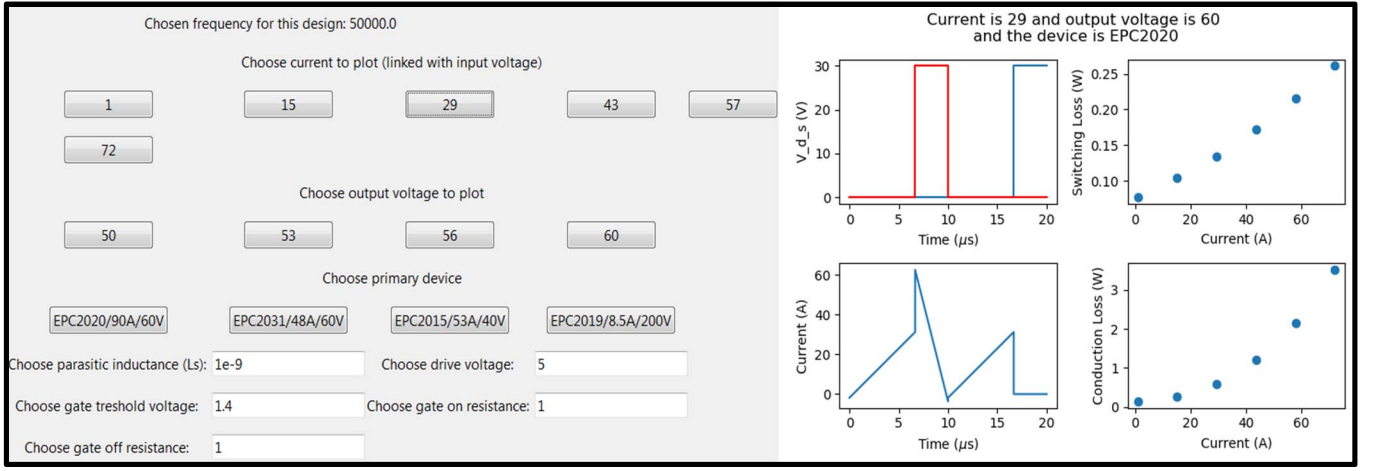 Chosen frequency for this design: 50000.0
Choose current to plot (linked with input voltage)
1 15 29 43 57
72
Choose output voltage to plot
50 53 56 60
Choose primary device
EPC2020/90A/60V EPC2031/48A/60V EPC2015/53A/40V EPC2019/8.5A/200V
Choose parasitic inductance (Ls): 1e-9 Choose drive voltage: 5
Choose gate treshold voltage: 1.4 Choose gate on resistance: 1
Choose gate off resistance: 1
Current is 29 and output voltage is 60
and the device is EPC2020
V_d_s (V)
30
20
10
0
0 5 10 15 20
Time (μs)
Switching Loss (W)
0.25
0.20
0.15
0.10
0 20 40 60
Current (A)
Current (A)
60
40
20
0
0 5 10 15 20
Time (μs)
Conduction Loss (W)
3
2
1
0
0 20 40 60
Current (A)